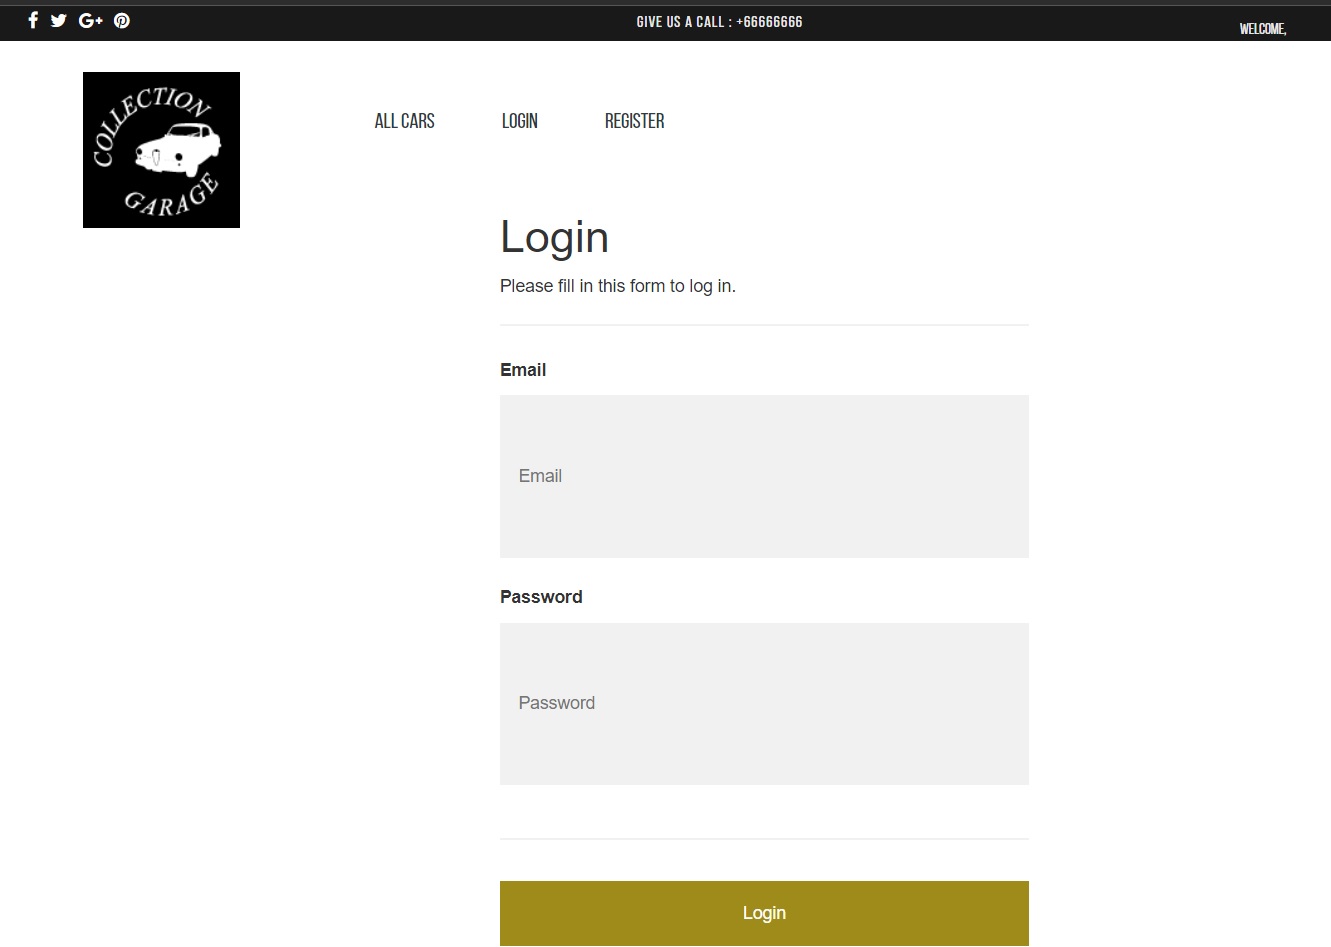 GIVE US A CALL : +66666666
WELCOME,
COLLECTION
GARAGE
ALL CARS
LOGIN
REGISTER
Login
Please fill in this form to log in.
Email
Email
Password
Password
Login